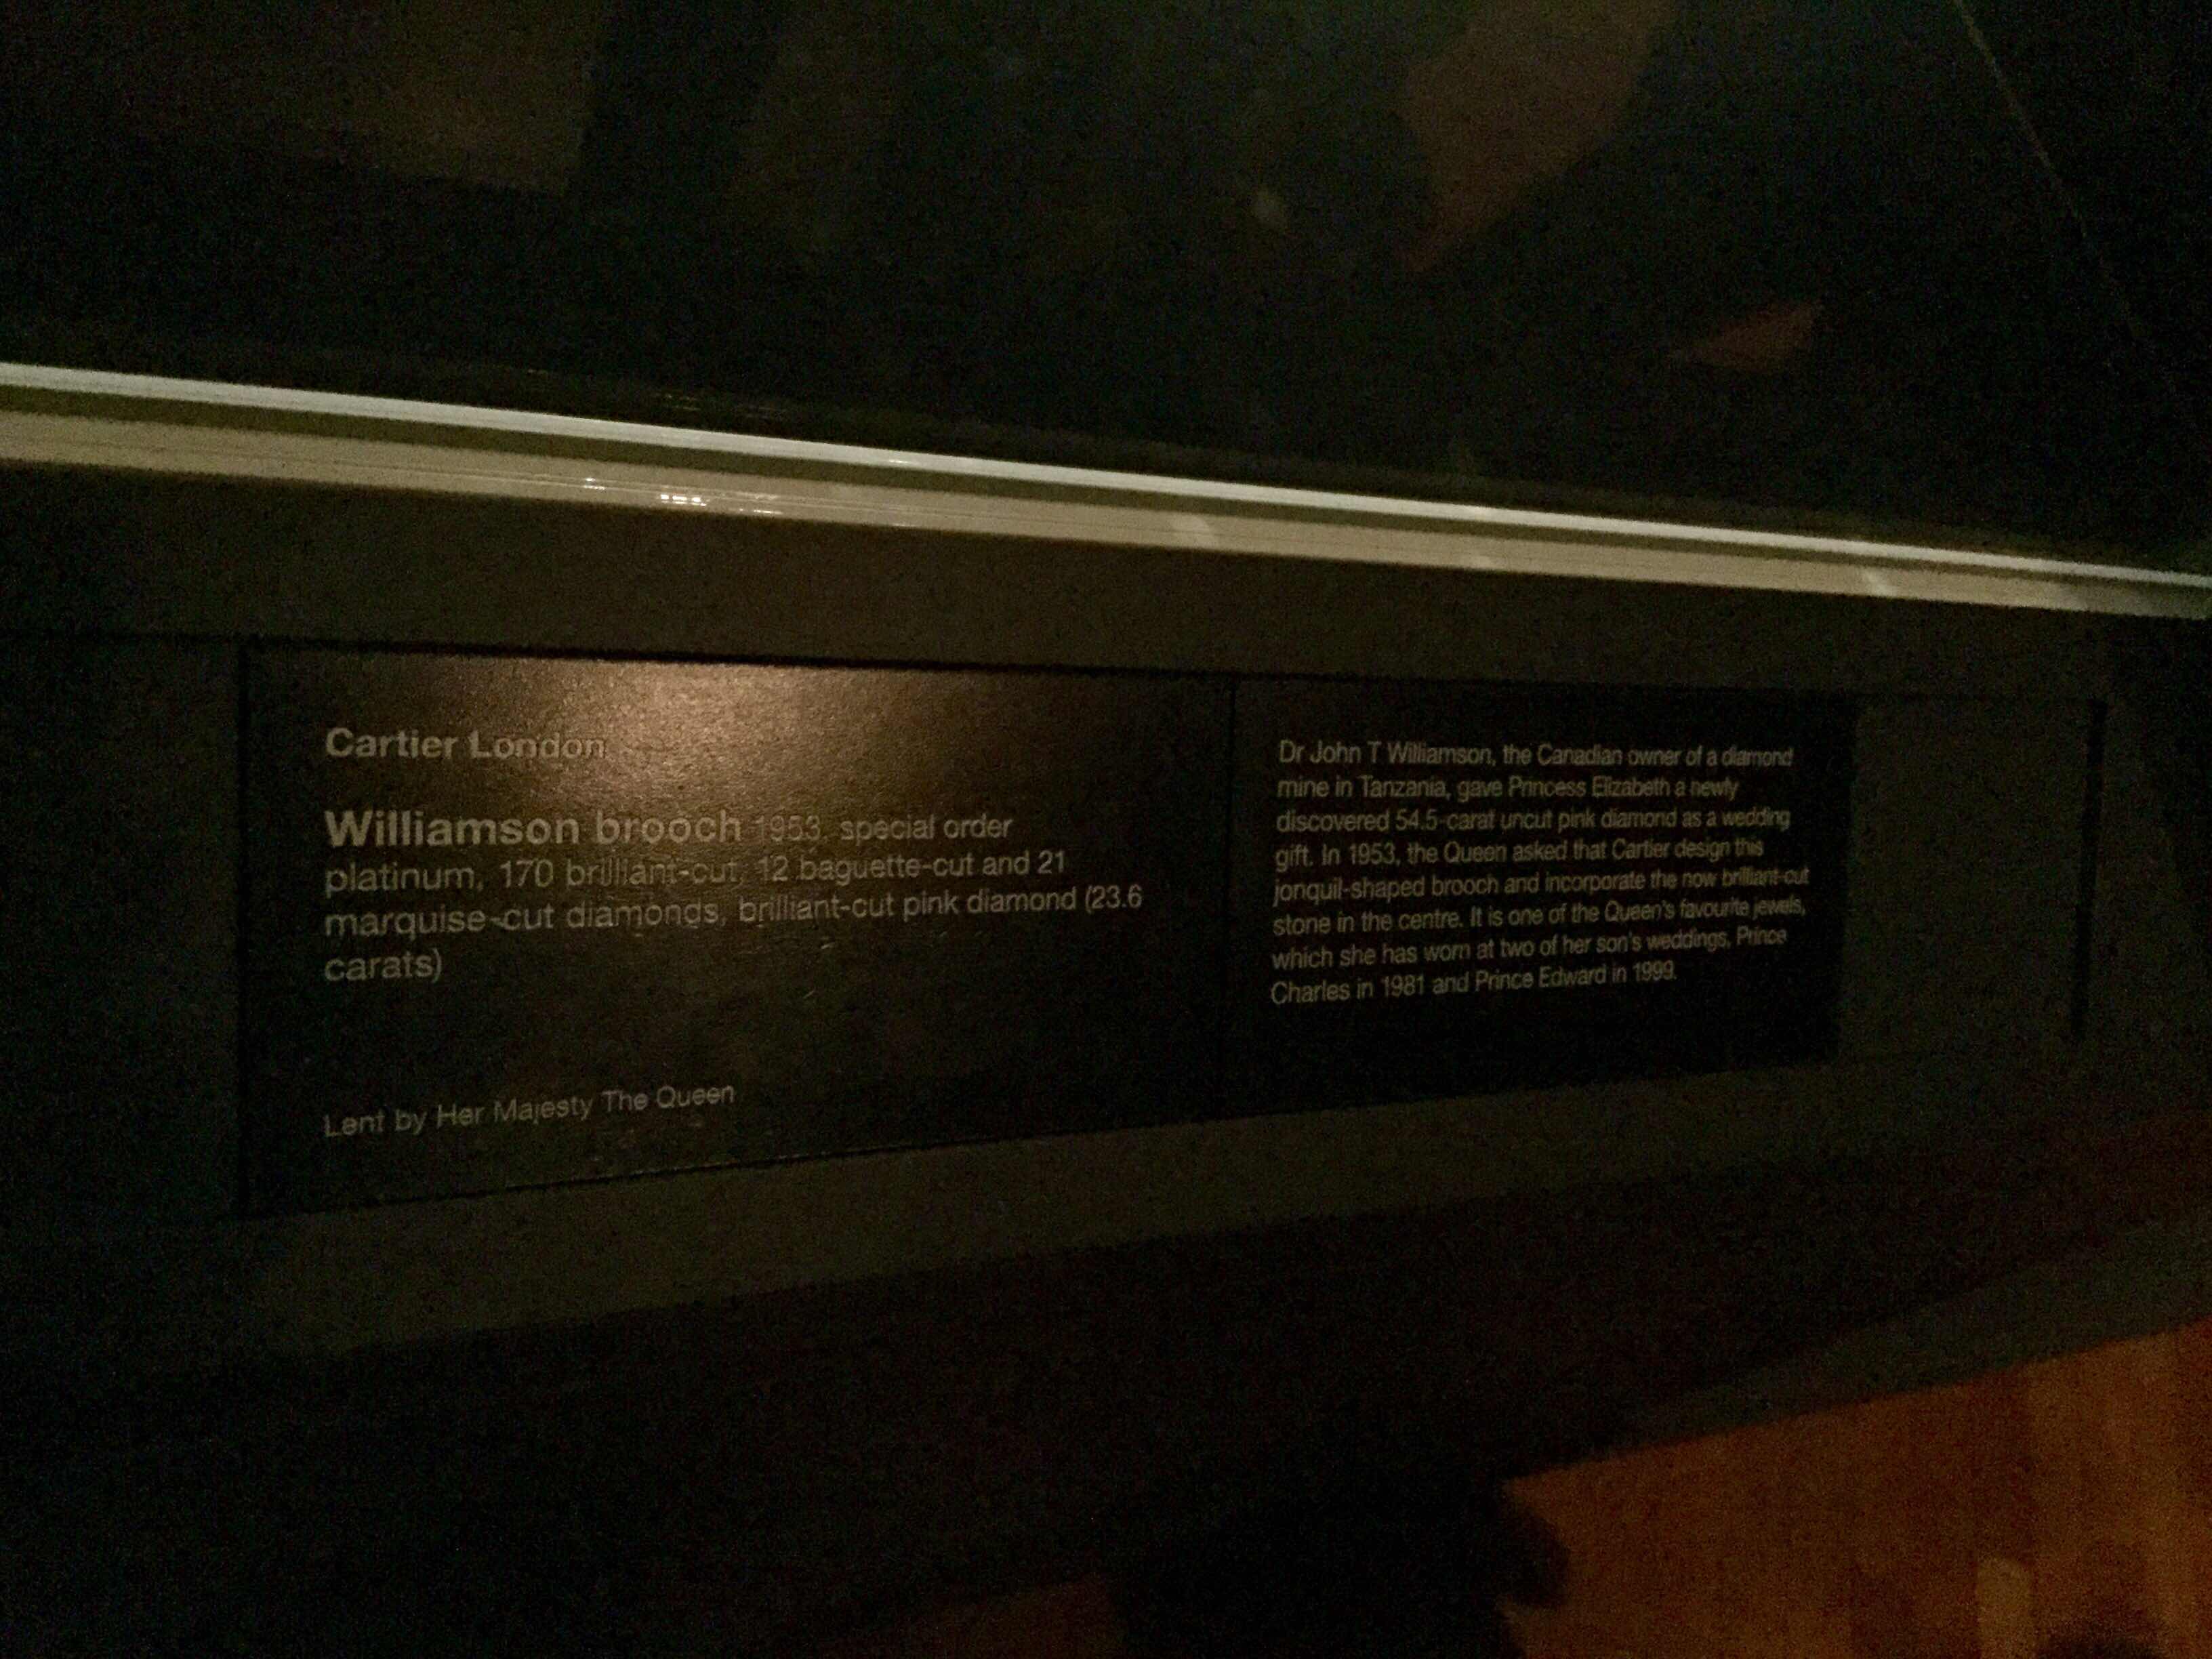 Cartier London
Williamson brooch 1953, special order
platinum, 170 brilliant-cut, 12 baguette-cut and 21
marquise-cut diamonds, brilliant-cut pink diamond (23.6
carats)
Lent by Her Majesty The Queen
Dr John T Williamson, the Canadian owner of a diamond
mine in Tanzania, gave Princess Elizabeth a newly
discovered 54.5-carat uncut pink diamond as a wedding
gift. In 1953, the Queen asked that Cartier design this
jonquil-shaped brooch and incorporate the now brilliant-cut
stone in the centre. It is one of the Queen's favourite jewels,
which she has worn at two of her son's weddings, Prince
Charles in 1981 and Prince Edward in 1999.